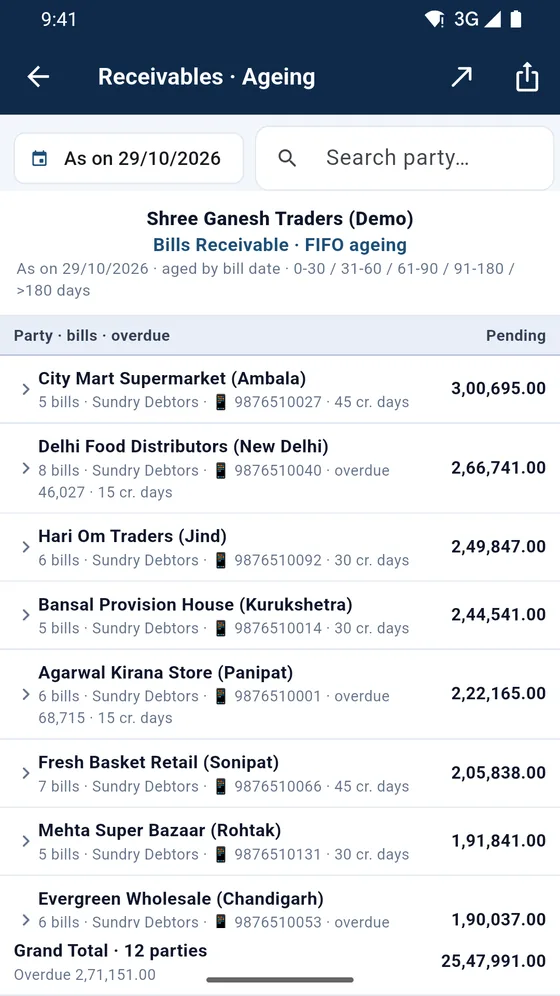 9:41
3G
Receivables · Ageing
As on 29/10/2026
Search party...
Shree Ganesh Traders (Demo)
Bills Receivable · FIFO ageing
As on 29/10/2026 · aged by bill date · 0-30 / 31-60 / 61-90 / 91-180 /
>180 days
Party · bills · overdue
Pending
City Mart Supermarket (Ambala)
5 bills · Sundry Debtors · 📱 9876510027 · 45 cr. days
3,00,695.00
Delhi Food Distributors (New Delhi)
8 bills · Sundry Debtors · 📱 9876510040 · overdue
46,027 · 15 cr. days
2,66,741.00
Hari Om Traders (Jind)
6 bills · Sundry Debtors · 📱 9876510092 · 30 cr. days
2,49,847.00
Bansal Provision House (Kurukshetra)
5 bills · Sundry Debtors · 📱 9876510014 · 30 cr. days
2,44,541.00
Agarwal Kirana Store (Panipat)
6 bills · Sundry Debtors · 📱 9876510001 · overdue
68,715 · 15 cr. days
2,22,165.00
Fresh Basket Retail (Sonipat)
7 bills · Sundry Debtors · 📱 9876510066 · 45 cr. days
2,05,838.00
Mehta Super Bazaar (Rohtak)
5 bills · Sundry Debtors · 📱 9876510131 · 30 cr. days
1,91,841.00
Evergreen Wholesale (Chandigarh)
6 bills · Sundry Debtors · 📱 9876510053 · overdue
1,90,037.00
Grand Total · 12 parties
Overdue 2,71,151.00
25,47,991.00